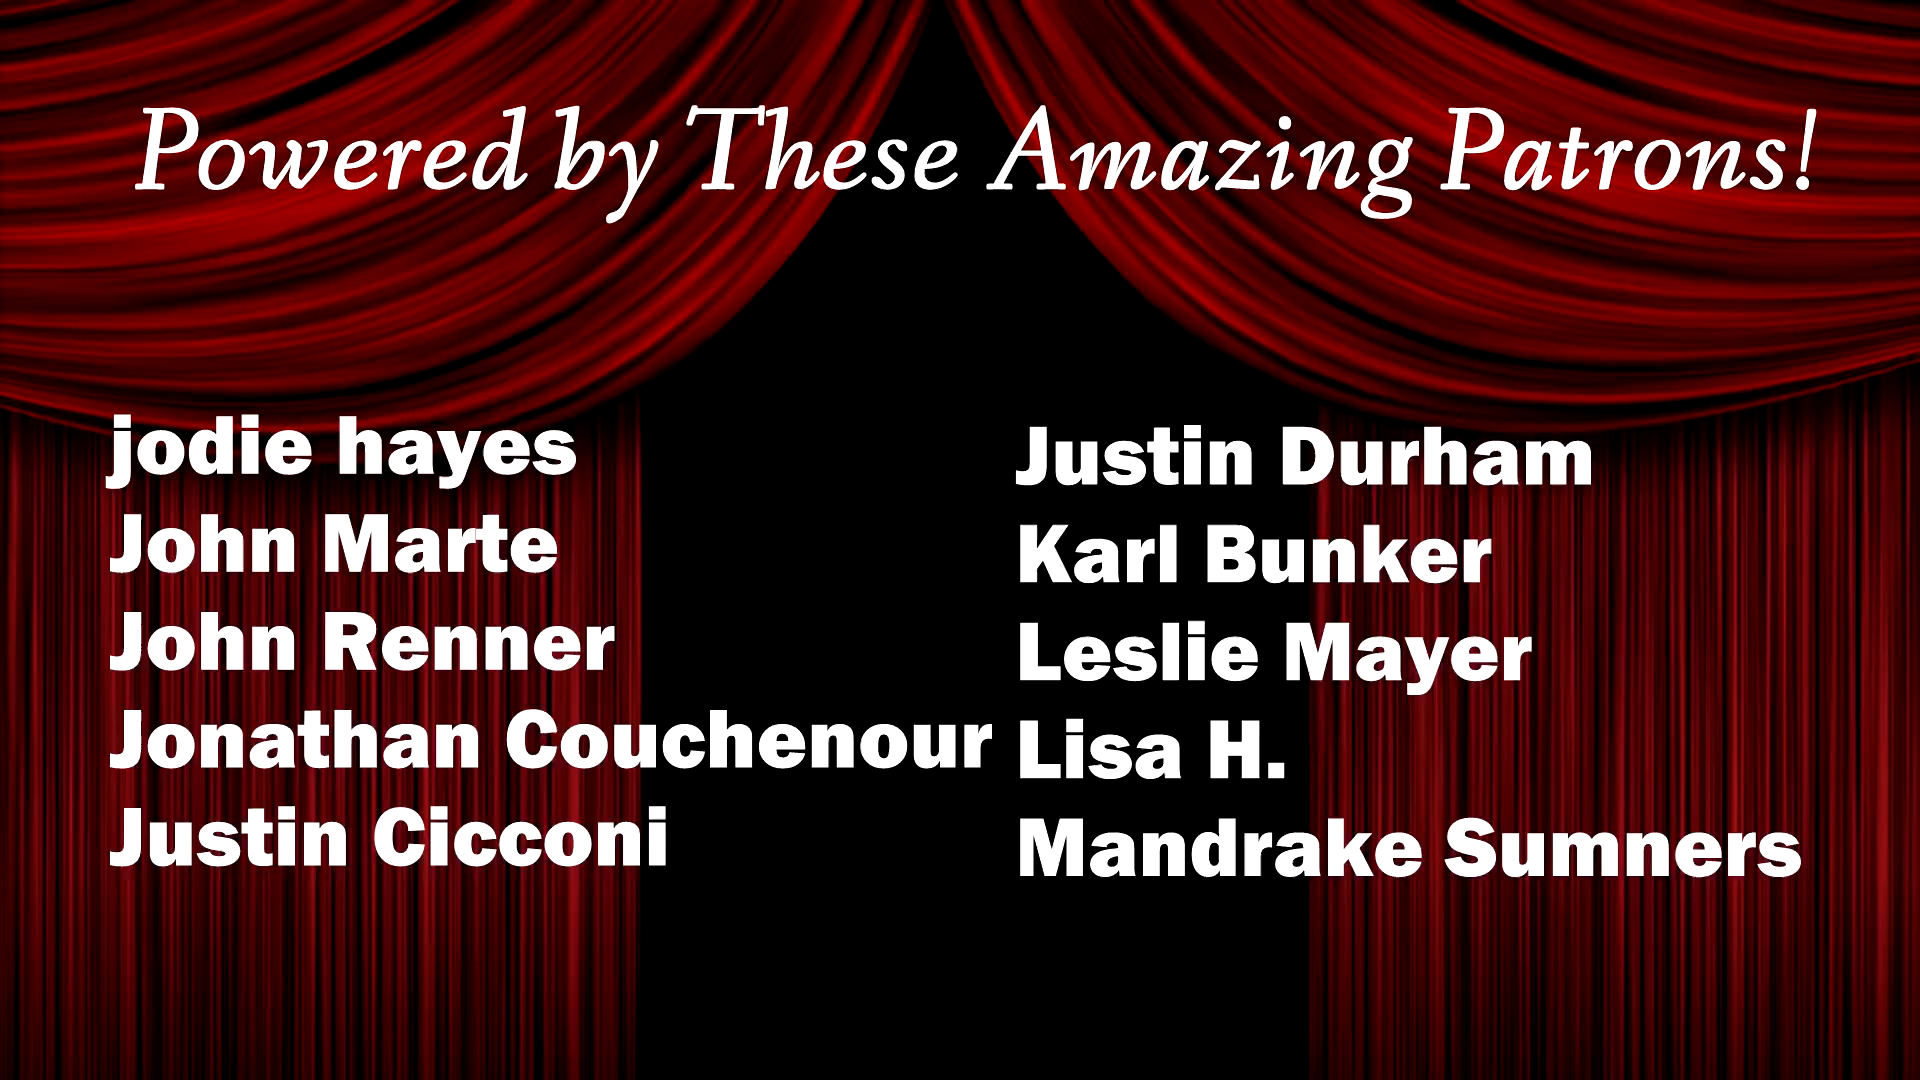 Powered by These Amazing Patrons!
jodie hayes
John Marte
John Renner
Jonathan Couchenour
Justin Cicconi
Justin Durham
Karl Bunker
Leslie Mayer
Lisa H.
Mandrake Sumners